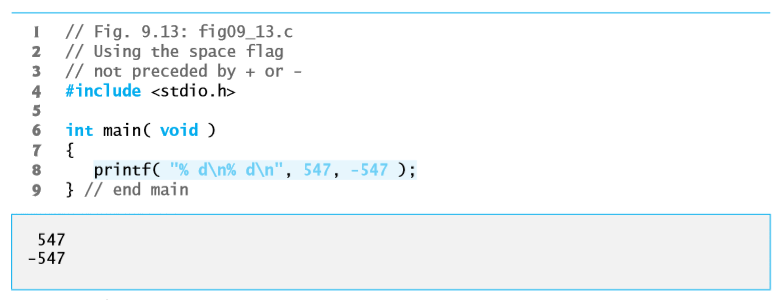 1 // Fig. 9.13: fig09_13.c
2 // Using the space flag
3 // not preceded by + or -
4 #include <stdio.h>
5
6 int main( void )
7 {
8    printf( "% d\n% d\n", 547, -547 );
9 } // end main
 547
-547